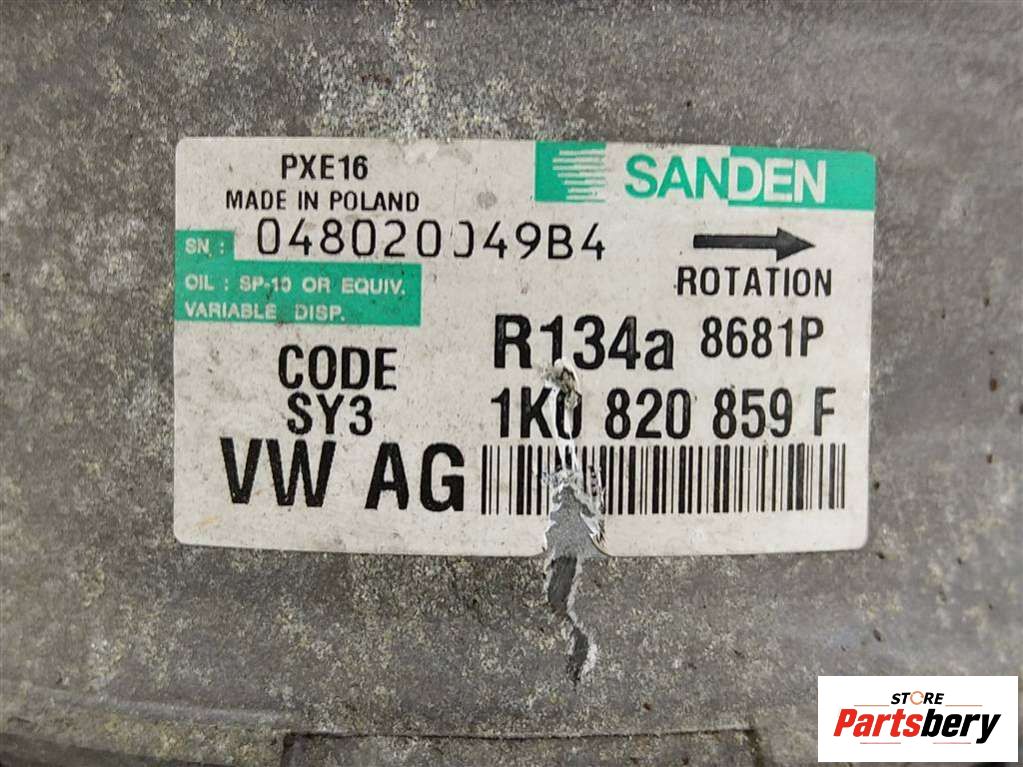 PXE16
SANDEN
MADE IN POLAND
SN : 048020049B4
ROTATION
OIL : SP-10 OR EQUIV.
VARIABLE DISP.
R134a 8681P
CODE
SY3
1K0 820 859 F
VW AG
STORE
Partsbery